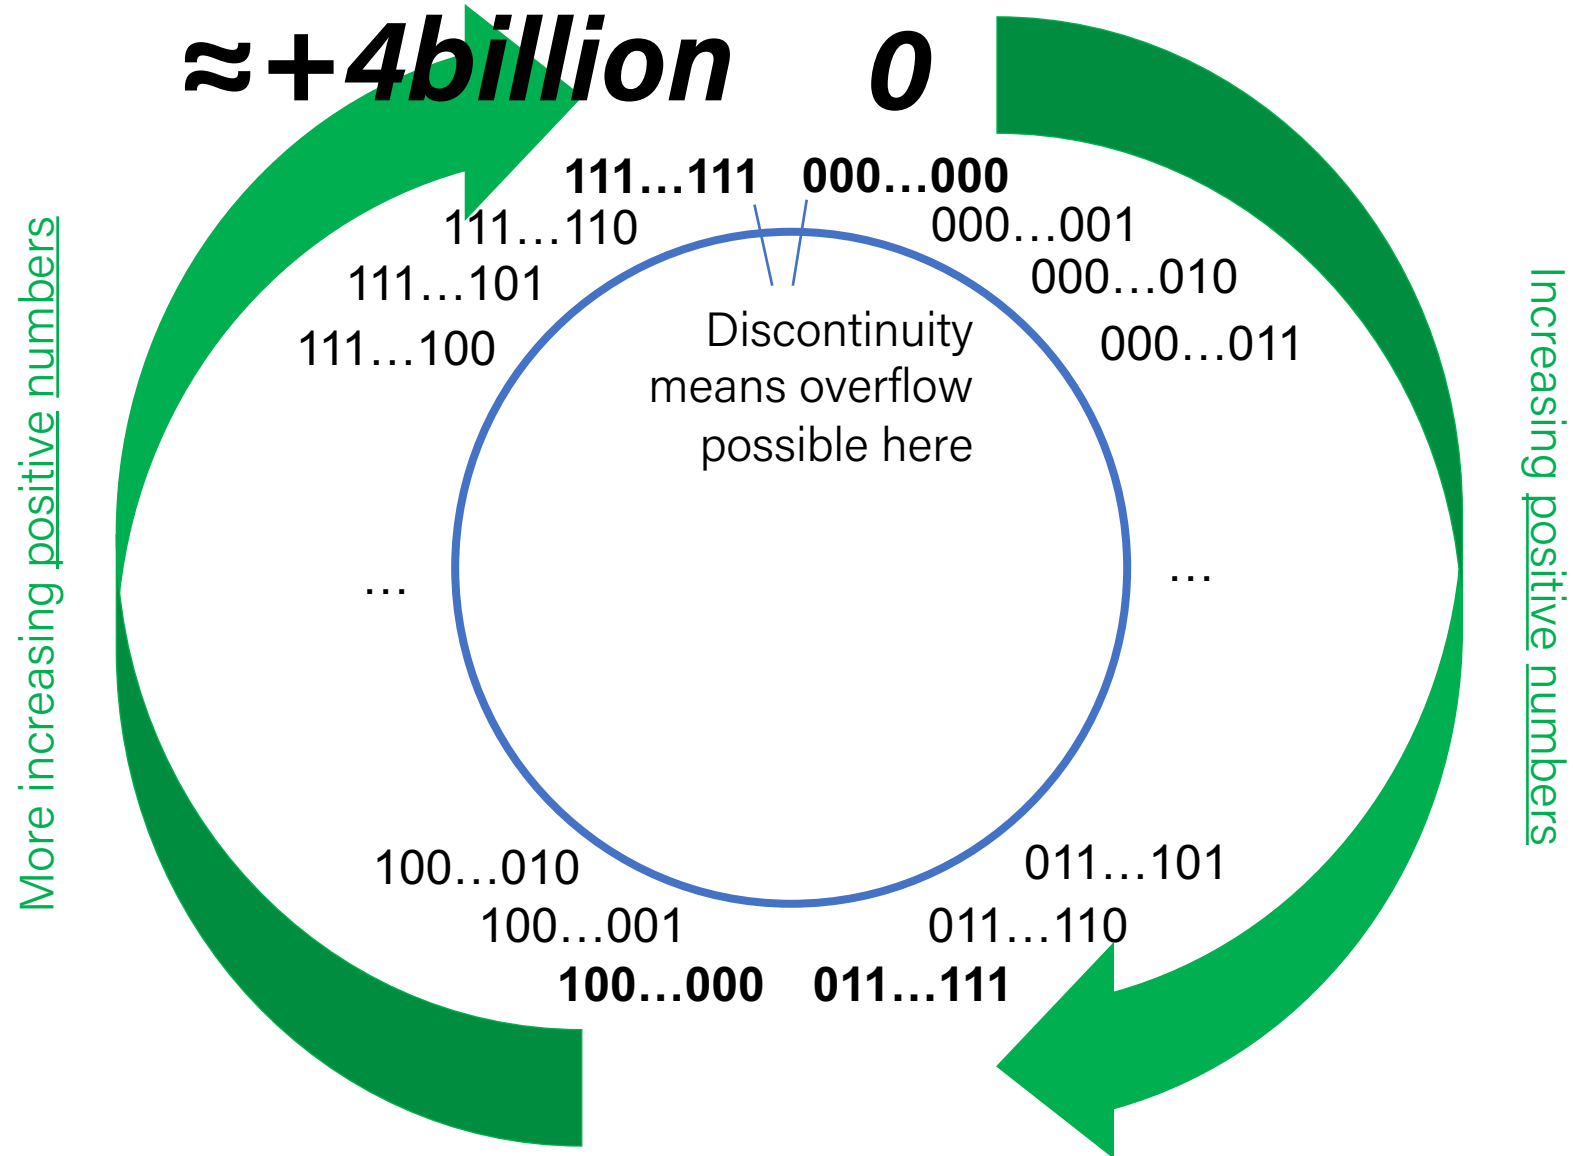 ≈+4billion 0
111…111 000…000
111…110 000…001
111…101 000…010
111…100 000…011
Discontinuity
means overflow
possible here
More increasing positive numbers
Increasing positive numbers
… …
100…010 011…101
100…001 011…110
100…000 011…111